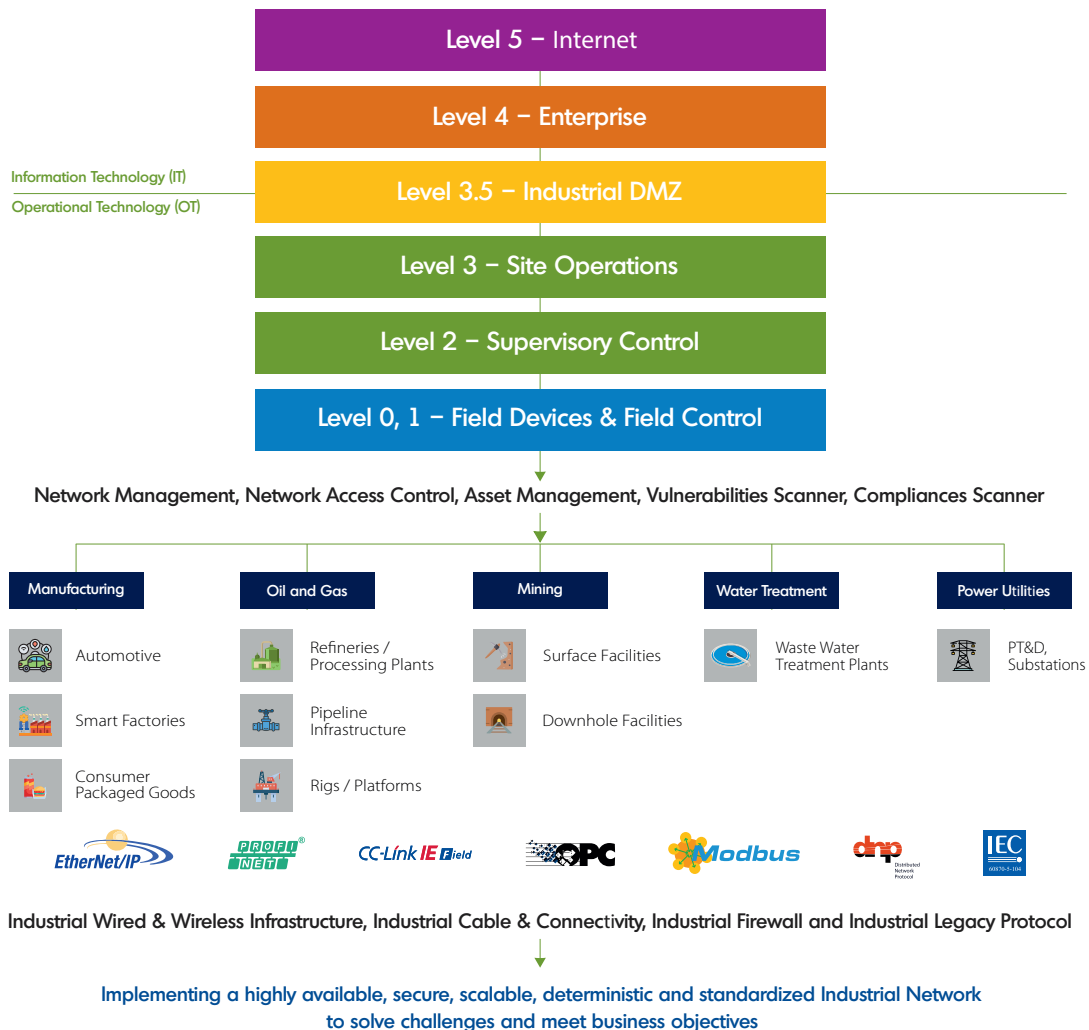 Level 5 – Internet
Level 4 – Enterprise
Information Technology (IT)
Level 3.5 – Industrial DMZ
Operational Technology (OT)
Level 3 – Site Operations
Level 2 – Supervisory Control
Level 0, 1 – Field Devices & Field Control
Network Management, Network Access Control, Asset Management, Vulnerabilities Scanner, Compliances Scanner
Manufacturing
Oil and Gas
Mining
Water Treatment
Power Utilities
Automotive
Refineries /
Processing Plants
Surface Facilities
Waste Water
Treatment Plants
PT&D,
Substations
Smart Factories
Pipeline
Infrastructure
Downhole Facilities
Consumer
Packaged Goods
Rigs / Platforms
EtherNet/IP
PROFI
NET®
CC-Link IE Field
OPC
Modbus
dnp
Distributed
Network
Protocol
IEC
60870-5-104
Industrial Wired & Wireless Infrastructure, Industrial Cable & Connectivity, Industrial Firewall and Industrial Legacy Protocol
Implementing a highly available, secure, scalable, deterministic and standardized Industrial Network
to solve challenges and meet business objectives